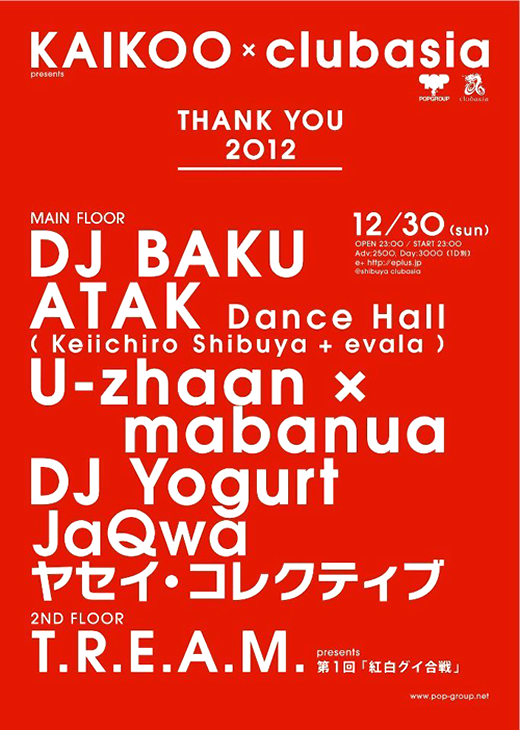 KAIKOO × clubasia
presents
POPGROUP
clubasia
THANK YOU
2012
MAIN FLOOR
12/30 (sun)
OPEN 23:00 / START 23:00
Adv:2500, Day:3000 (1D別)
e+ http://eplus.jp
@shibuya clubasia
DJ BAKU
ATAK Dance Hall
( Keiichiro Shibuya + evala )
U-zhaan ×
mabanua
DJ Yogurt
JaQwa
ヤセイ・コレクティブ
2ND FLOOR
T.R.E.A.M. presents
第1回「紅白グイ合戦」
www.pop-group.net